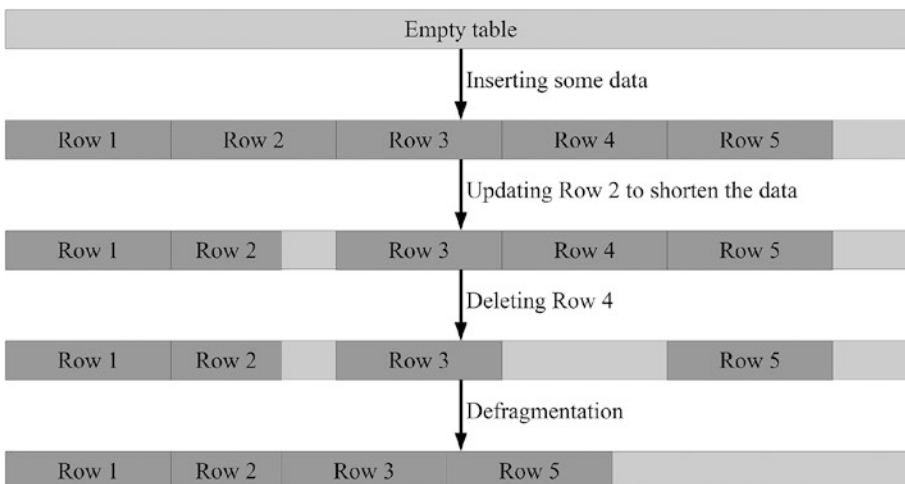 Empty table
Inserting some data
Row 1 Row 2 Row 3 Row 4 Row 5
Updating Row 2 to shorten the data
Row 1 Row 2 Row 3 Row 4 Row 5
Deleting Row 4
Row 1 Row 2 Row 3 Row 5
Defragmentation
Row 1 Row 2 Row 3 Row 5